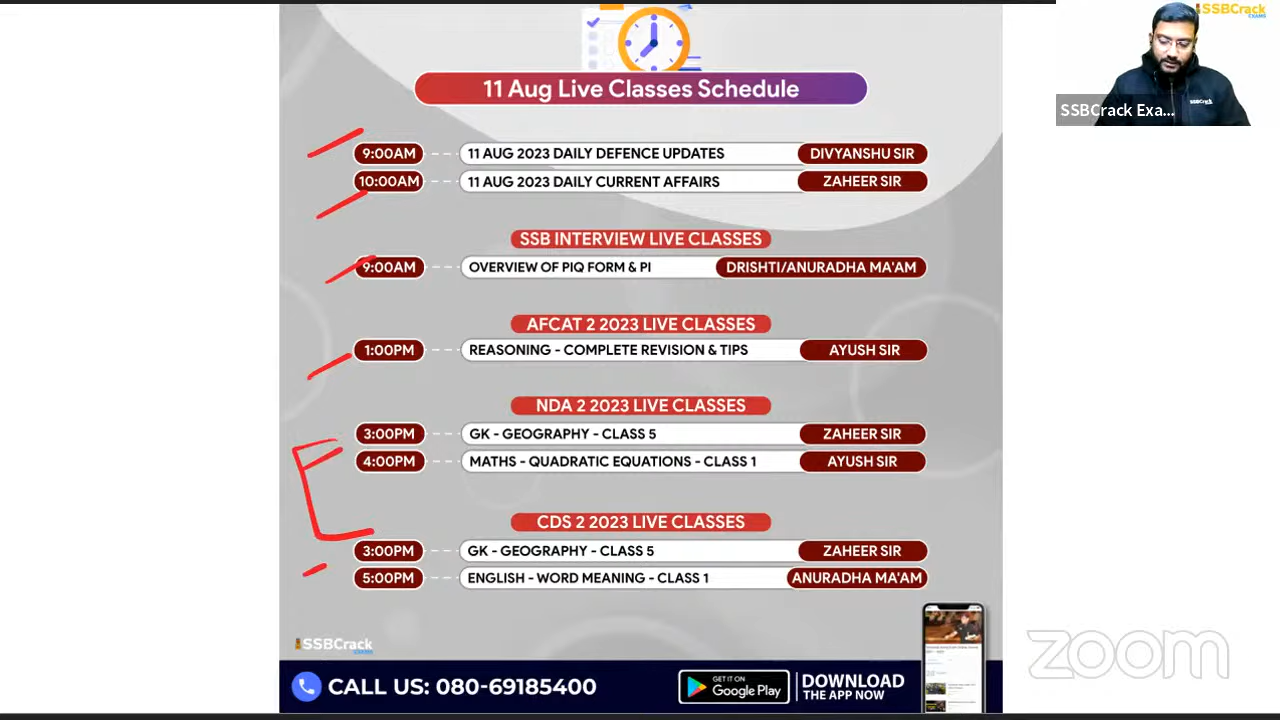 SSBCrack
EXAMS
SSBCrack Exa...
11 Aug Live Classes Schedule
9:00AM 11 AUG 2023 DAILY DEFENCE UPDATES DIVYANSHU SIR
10:00AM 11 AUG 2023 DAILY CURRENT AFFAIRS ZAHEER SIR
SSB INTERVIEW LIVE CLASSES
9:00AM OVERVIEW OF PIQ FORM & PI DRISHTI/ANURADHA MA'AM
AFCAT 2 2023 LIVE CLASSES
1:00PM REASONING - COMPLETE REVISION & TIPS AYUSH SIR
NDA 2 2023 LIVE CLASSES
3:00PM GK - GEOGRAPHY - CLASS 5 ZAHEER SIR
4:00PM MATHS - QUADRATIC EQUATIONS - CLASS 1 AYUSH SIR
CDS 2 2023 LIVE CLASSES
3:00PM GK - GEOGRAPHY - CLASS 5 ZAHEER SIR
5:00PM ENGLISH - WORD MEANING - CLASS 1 ANURADHA MA'AM
SSBCrack
EXAMS
CALL US: 080-69185400
GET IT ON
Google Play
DOWNLOAD
THE APP NOW
zoom